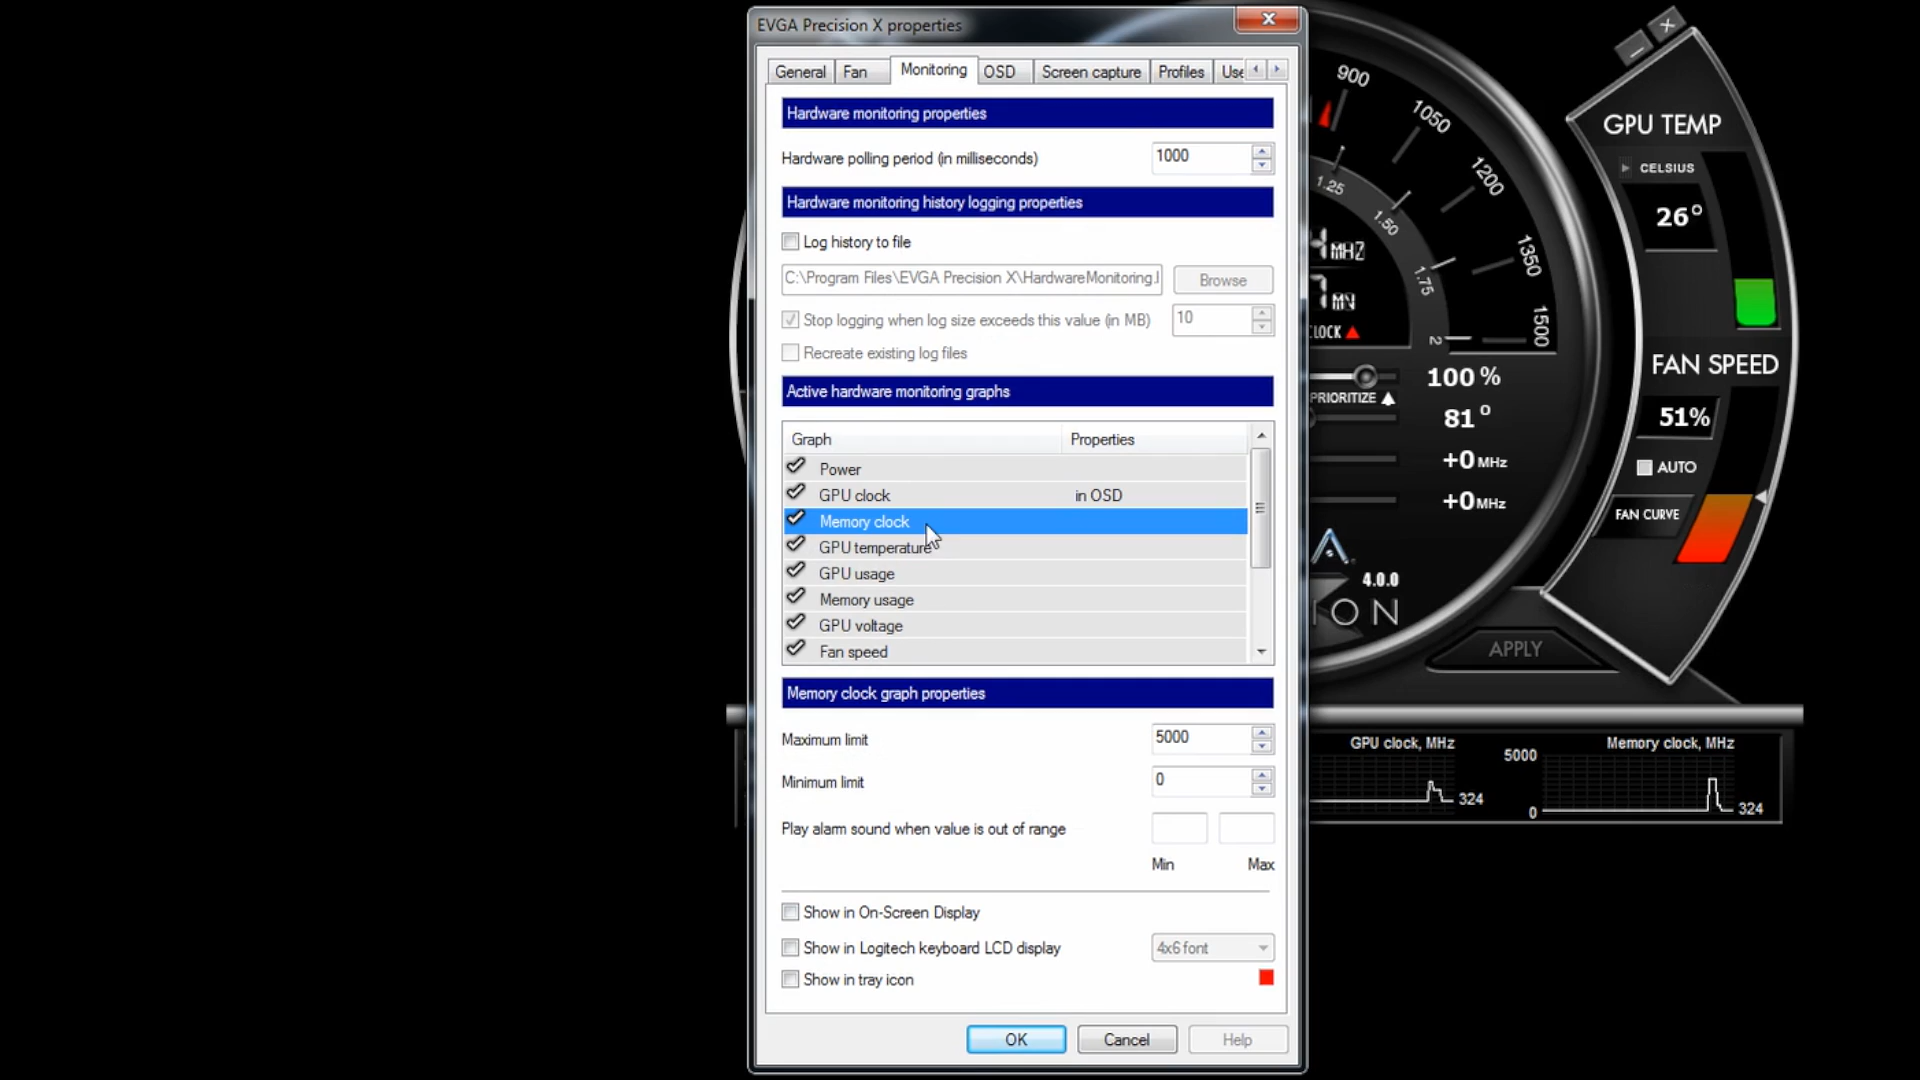 EVGA Precision X properties
General Fan Monitoring OSD Screen capture Profiles
Hardware monitoring properties
Hardware polling period (in milliseconds) 1000
Hardware monitoring history logging properties
Log history to file
C:\Program Files\EVGA Precision X\HardwareMonitoring. Browse
Stop logging when log size exceeds this value (in MB) 10
Recreate existing log files
Active hardware monitoring graphs
Graph Properties
Power
GPU clock in OSD
Memory clock
GPU temperature
GPU usage
Memory usage
GPU voltage
Fan speed
Memory clock graph properties
Maximum limit 5000
Minimum limit 0
Play alarm sound when value is out of range
Min Max
Show in On-Screen Display
Show in Logitech keyboard LCD display 4x6 font
Show in tray icon
OK Cancel Help
900
1050
1200
1350
1500
1.25
1.50
1.75
2
MHZ
MV
100 %
PRIORITIZE
81°
+0 MHz
+0 MHz
4.0.0
ION
APPLY
GPU TEMP
CELSIUS
26°
FAN SPEED
51%
AUTO
FAN CURVE
GPU clock, MHz
324
Memory clock, MHz
5000
0
324